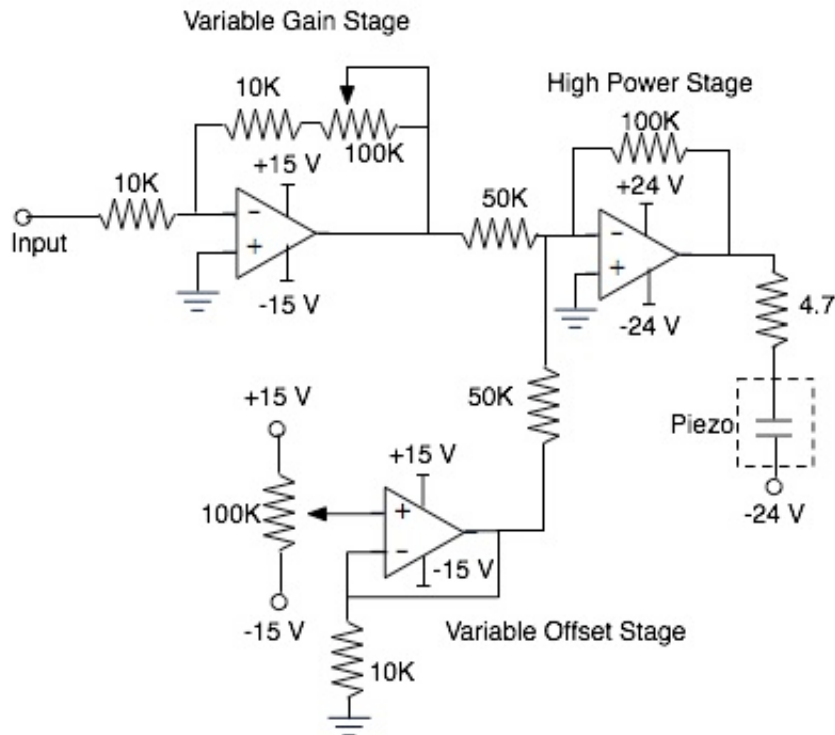 Variable Gain Stage
10K
100K
+15 V
10K
-
+
Input
-15 V
High Power Stage
100K
50K
+24 V
-
+
-24 V
4.7
50K
Piezo
-24 V
+15 V
100K
-15 V
+15 V
+
-
-15 V
Variable Offset Stage
10K